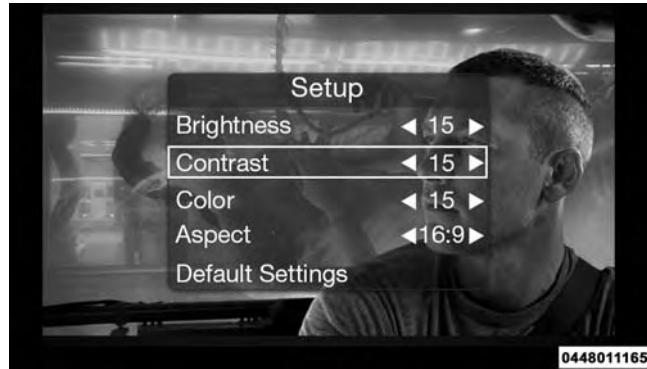 Setup
Brightness ◀ 15 ▶
Contrast ◀ 15 ▶
Color ◀ 15 ▶
Aspect ◀16:9▶
Default Settings
0448011165